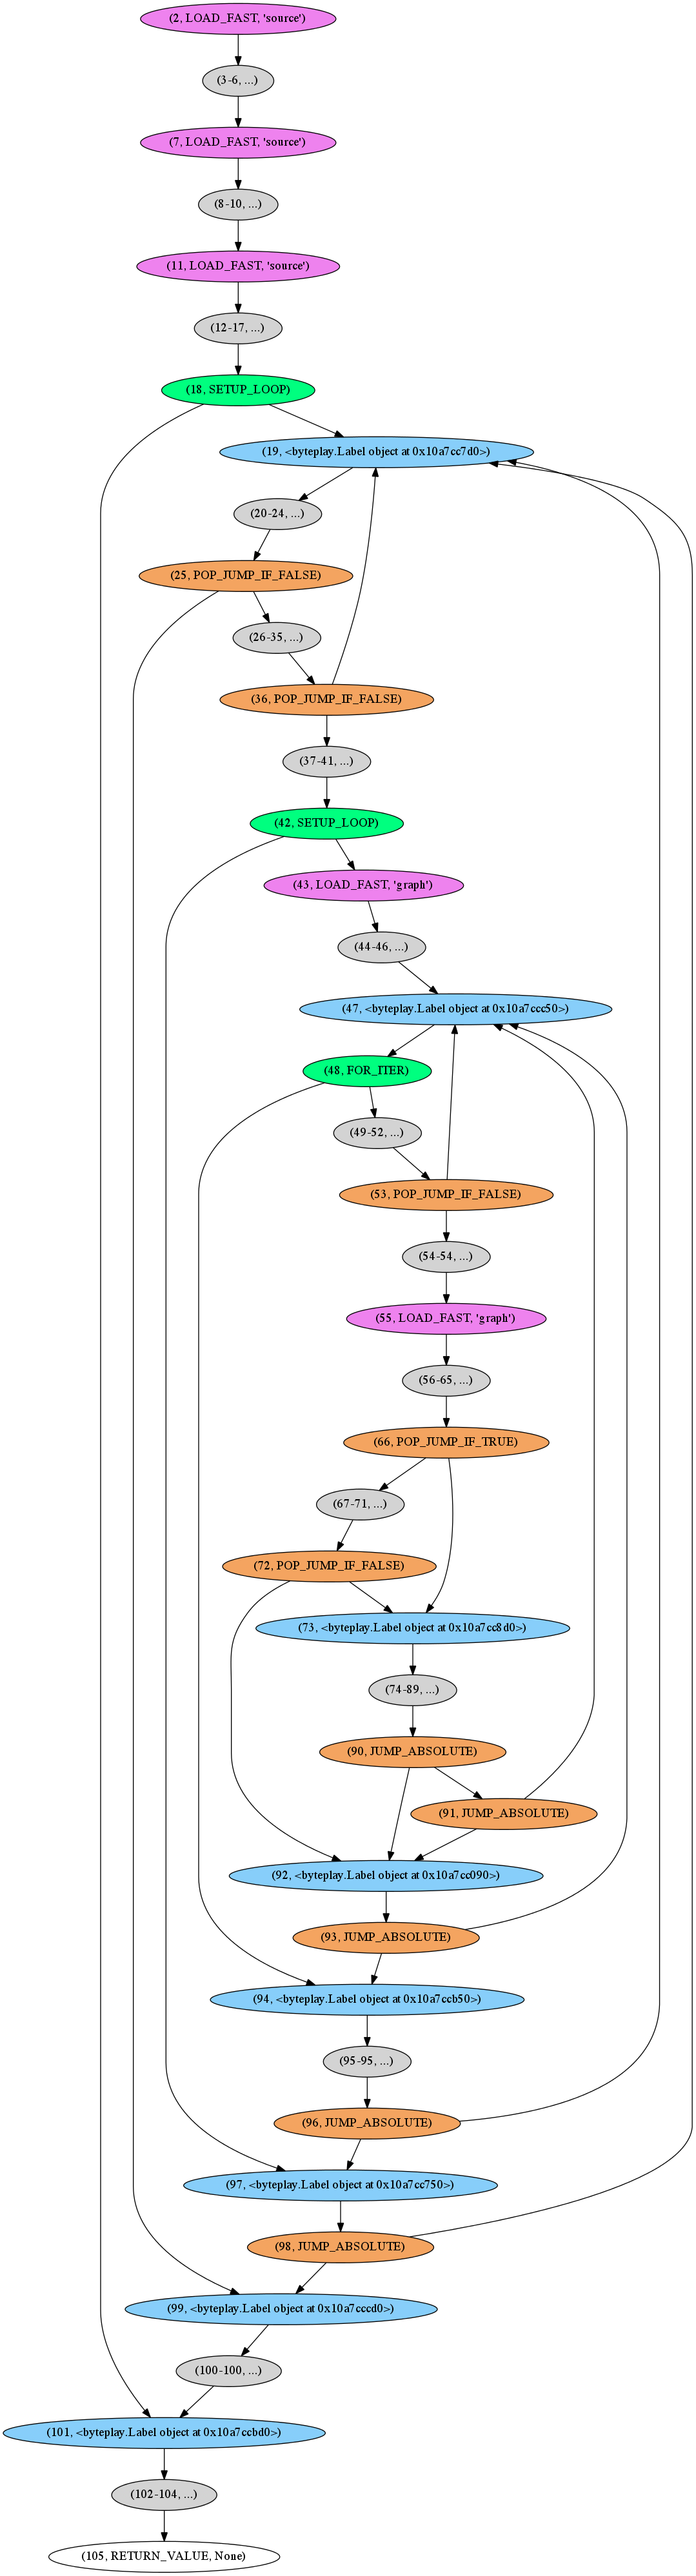 (2, LOAD_FAST, 'source')
(3-6, ...)
(7, LOAD_FAST, 'source')
(8-10, ...)
(11, LOAD_FAST, 'source')
(12-17, ...)
(18, SETUP_LOOP)
(19, <byteplay.Label object at 0x10a7cc7d0>)
(20-24, ...)
(25, POP_JUMP_IF_FALSE)
(26-35, ...)
(36, POP_JUMP_IF_FALSE)
(37-41, ...)
(42, SETUP_LOOP)
(43, LOAD_FAST, 'graph')
(44-46, ...)
(47, <byteplay.Label object at 0x10a7ccc50>)
(48, FOR_ITER)
(49-52, ...)
(53, POP_JUMP_IF_FALSE)
(54-54, ...)
(55, LOAD_FAST, 'graph')
(56-65, ...)
(66, POP_JUMP_IF_TRUE)
(67-71, ...)
(72, POP_JUMP_IF_FALSE)
(73, <byteplay.Label object at 0x10a7cc8d0>)
(74-89, ...)
(90, JUMP_ABSOLUTE)
(91, JUMP_ABSOLUTE)
(92, <byteplay.Label object at 0x10a7cc090>)
(93, JUMP_ABSOLUTE)
(94, <byteplay.Label object at 0x10a7ccb50>)
(95-95, ...)
(96, JUMP_ABSOLUTE)
(97, <byteplay.Label object at 0x10a7cc750>)
(98, JUMP_ABSOLUTE)
(99, <byteplay.Label object at 0x10a7cccd0>)
(100-100, ...)
(101, <byteplay.Label object at 0x10a7ccbd0>)
(102-104, ...)
(105, RETURN_VALUE, None)